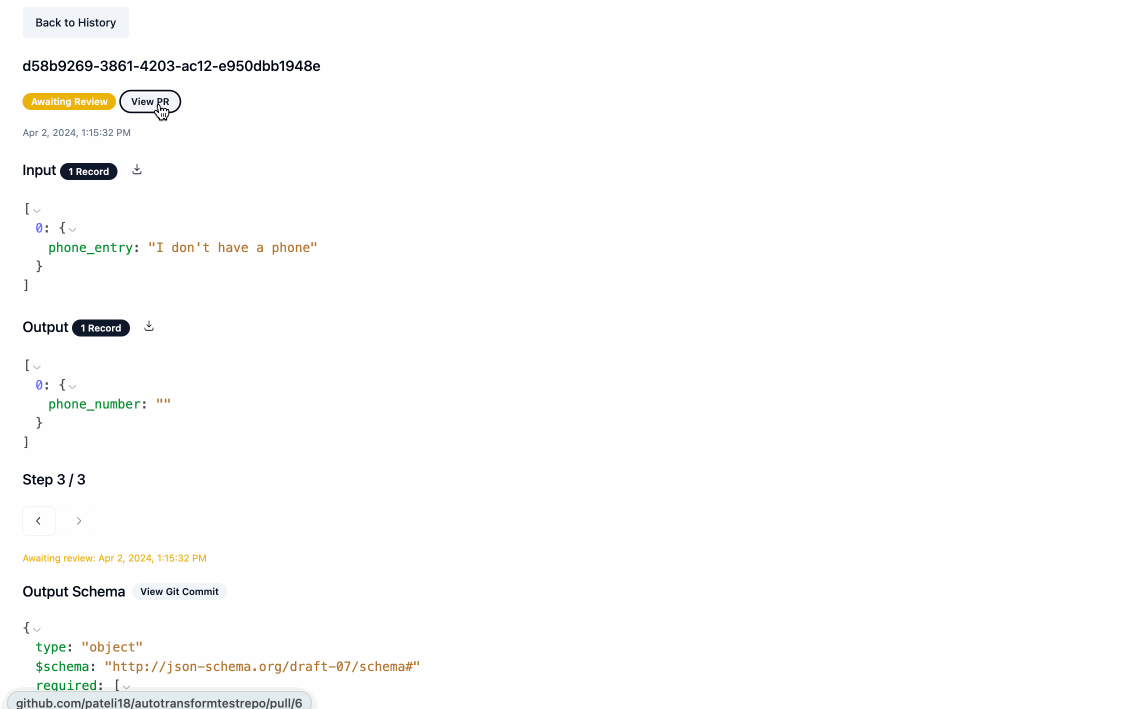 Back to History
d58b9269-3861-4203-ac12-e950dbb1948e
Awaiting Review View PR
Apr 2, 2024, 1:15:32 PM
Input 1 Record
[
0: {
phone_entry: "I don't have a phone"
}
]
Output 1 Record
[
0: {
phone_number: ""
}
]
Step 3 / 3
Awaiting review: Apr 2, 2024, 1:15:32 PM
Output Schema View Git Commit
{
type: "object"
$schema: "http://json-schema.org/draft-07/schema#"
required: [
github.com/pateli18/autotransformtestrepo/pull/6